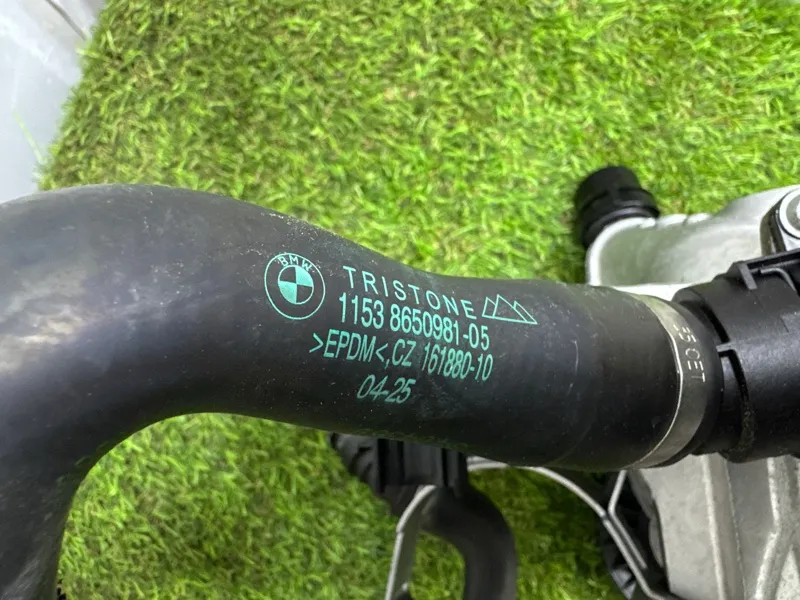 BMW
TRISTONE
1153 8650981-05
>EPDM<,CZ 161880-10
04-25